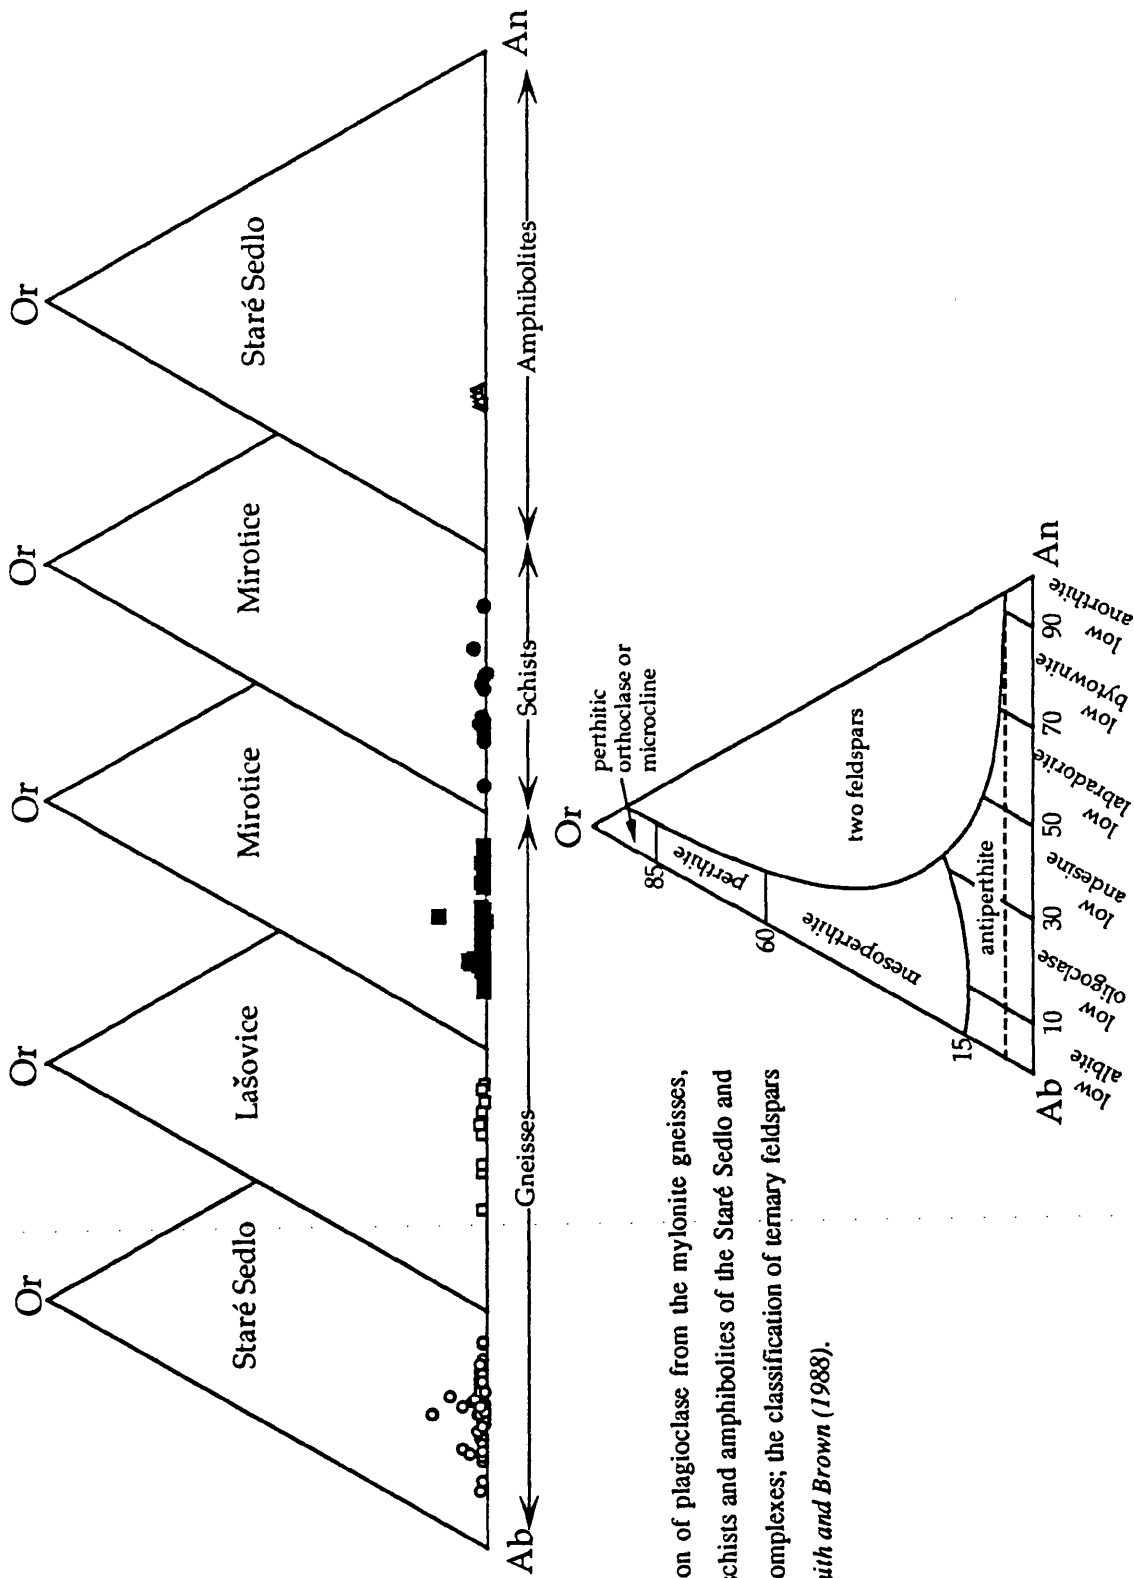 Or
Or
Or
Or
Or
Staré Sedlo
Lašovice
Mirotice
Mirotice
Staré Sedlo
Ab
An
Gneisses
Schists
Amphibolites
on of plagioclase from the mylonite gneisses,
chists and amphibolites of the Staré Sedlo and
omplexes; the classification of ternary feldspars
ith and Brown (1988).
Or
perthitic
orthoclase or
microcline
85
perthite
60
mesoperthite
two feldspars
15
antiperthite
Ab
An
10
30
50
70
90
low
albite
low
oligoclase
low
andesine
low
labradorite
low
bytownite
low
anorthite